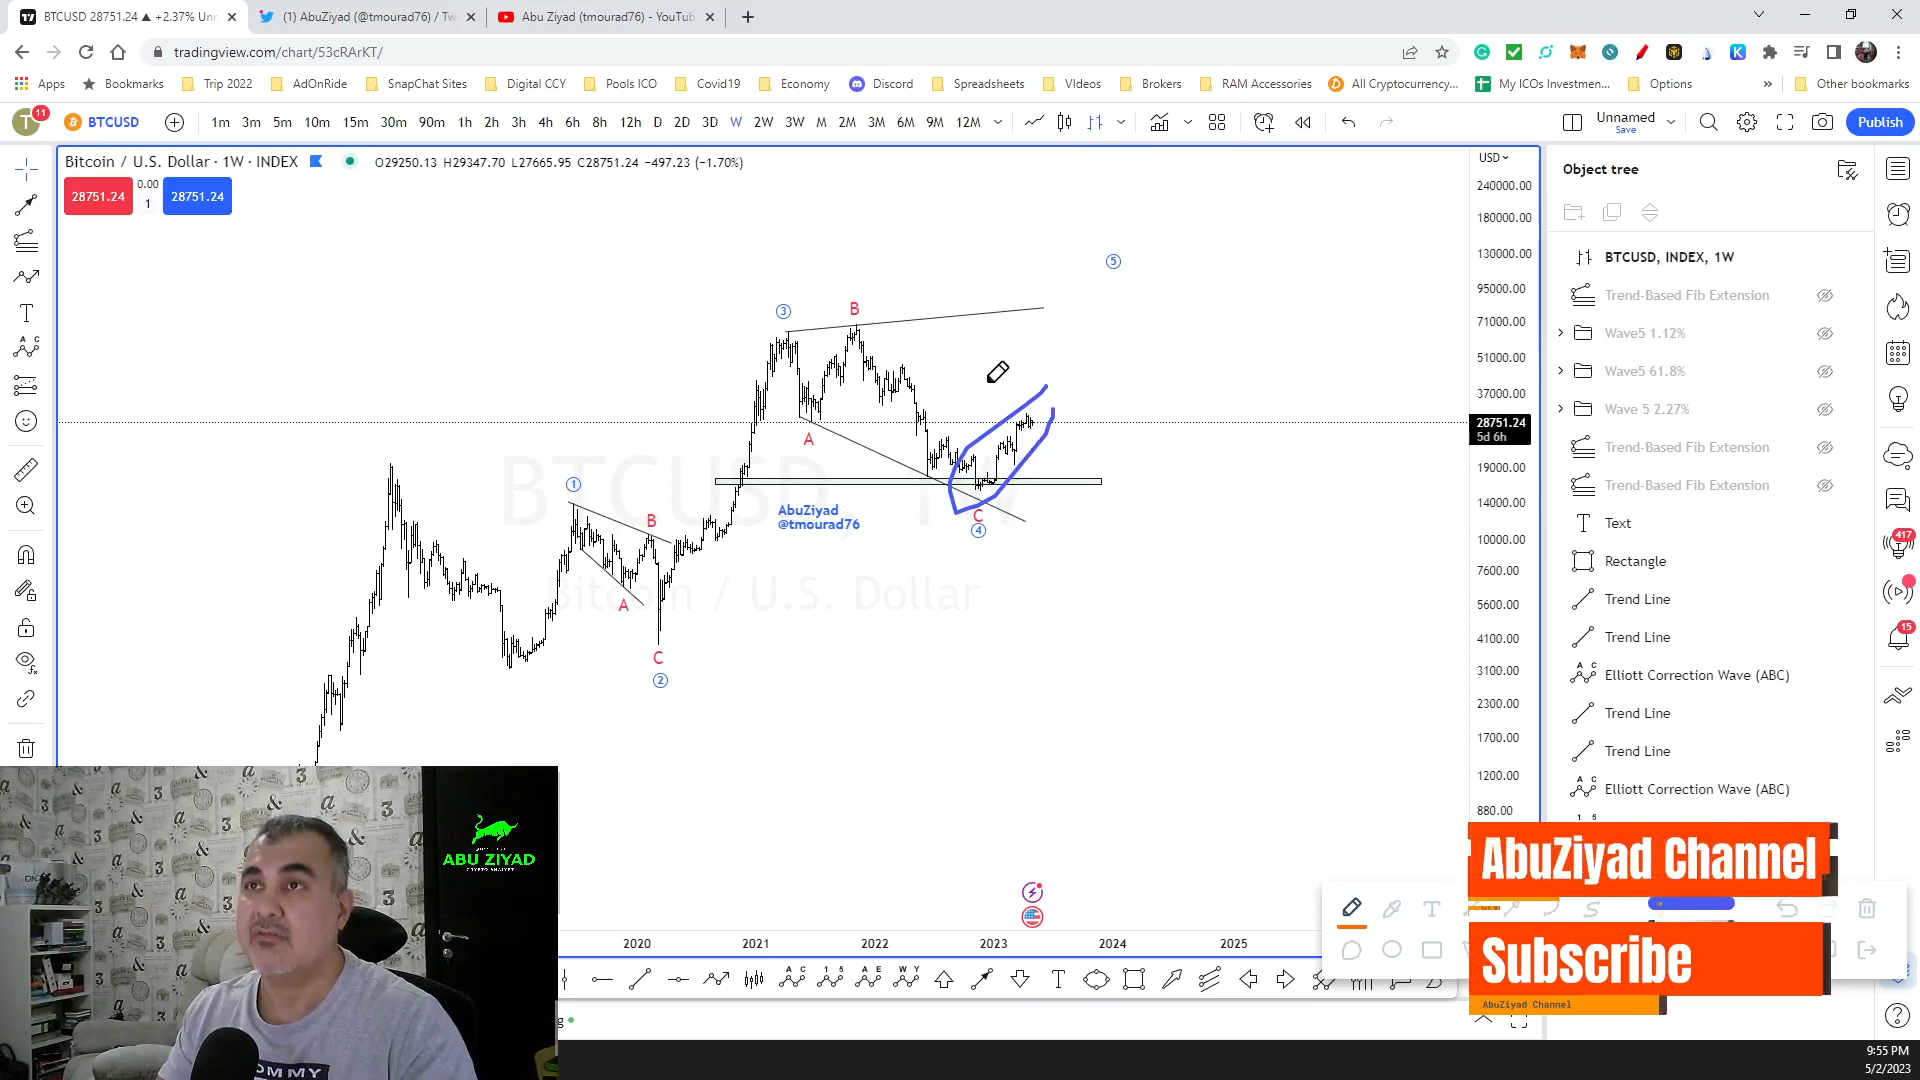 BTCUSD 28751.24 ▲ +2.37% Unn
(1) AbuZiyad (@tmourad76) / Tw
Abu Ziyad (tmourad76) - YouTub
tradingview.com/chart/53cRArKT/
Apps Bookmarks Trip 2022 AdOnRide SnapChat Sites Digital CCY Pools ICO Covid19 Economy Discord Spreadsheets VIdeos Brokers RAM Accessories All Cryptocurrency... My ICOs Investmen... Options » Other bookmarks
T 11 BTCUSD 1m 3m 5m 10m 15m 30m 90m 1h 2h 3h 4h 6h 8h 12h D 2D 3D W 2W 3W M 2M 3M 6M 9M 12M Unnamed Save Publish
Bitcoin / U.S. Dollar · 1W · INDEX O29250.13 H29347.70 L27665.95 C28751.24 −497.23 (−1.70%)
28751.24 0.00 1 28751.24
USD
240000.00
180000.00
130000.00
95000.00
71000.00
51000.00
37000.00
28751.24
5d 6h
19000.00
14000.00
10000.00
7600.00
5600.00
4100.00
3100.00
2300.00
1700.00
1200.00
880.00
5
3 B
A
1
B
A
C
2
C
4
AbuZiyad
@tmourad76
BTCUSD, 1W
Bitcoin / U.S. Dollar
2020 2021 2022 2023 2024 2025
Object tree
BTCUSD, INDEX, 1W
Trend-Based Fib Extension
Wave5 1.12%
Wave5 61.8%
Wave 5 2.27%
Trend-Based Fib Extension
Trend-Based Fib Extension
Text
Rectangle
Trend Line
Trend Line
Elliott Correction Wave (ABC)
Trend Line
Trend Line
Elliott Correction Wave (ABC)
417
15
ABU ZIYAD
CRYPTO ANALYST
AbuZiyad Channel
Subscribe
AbuZiyad Channel
9:55 PM
5/2/2023